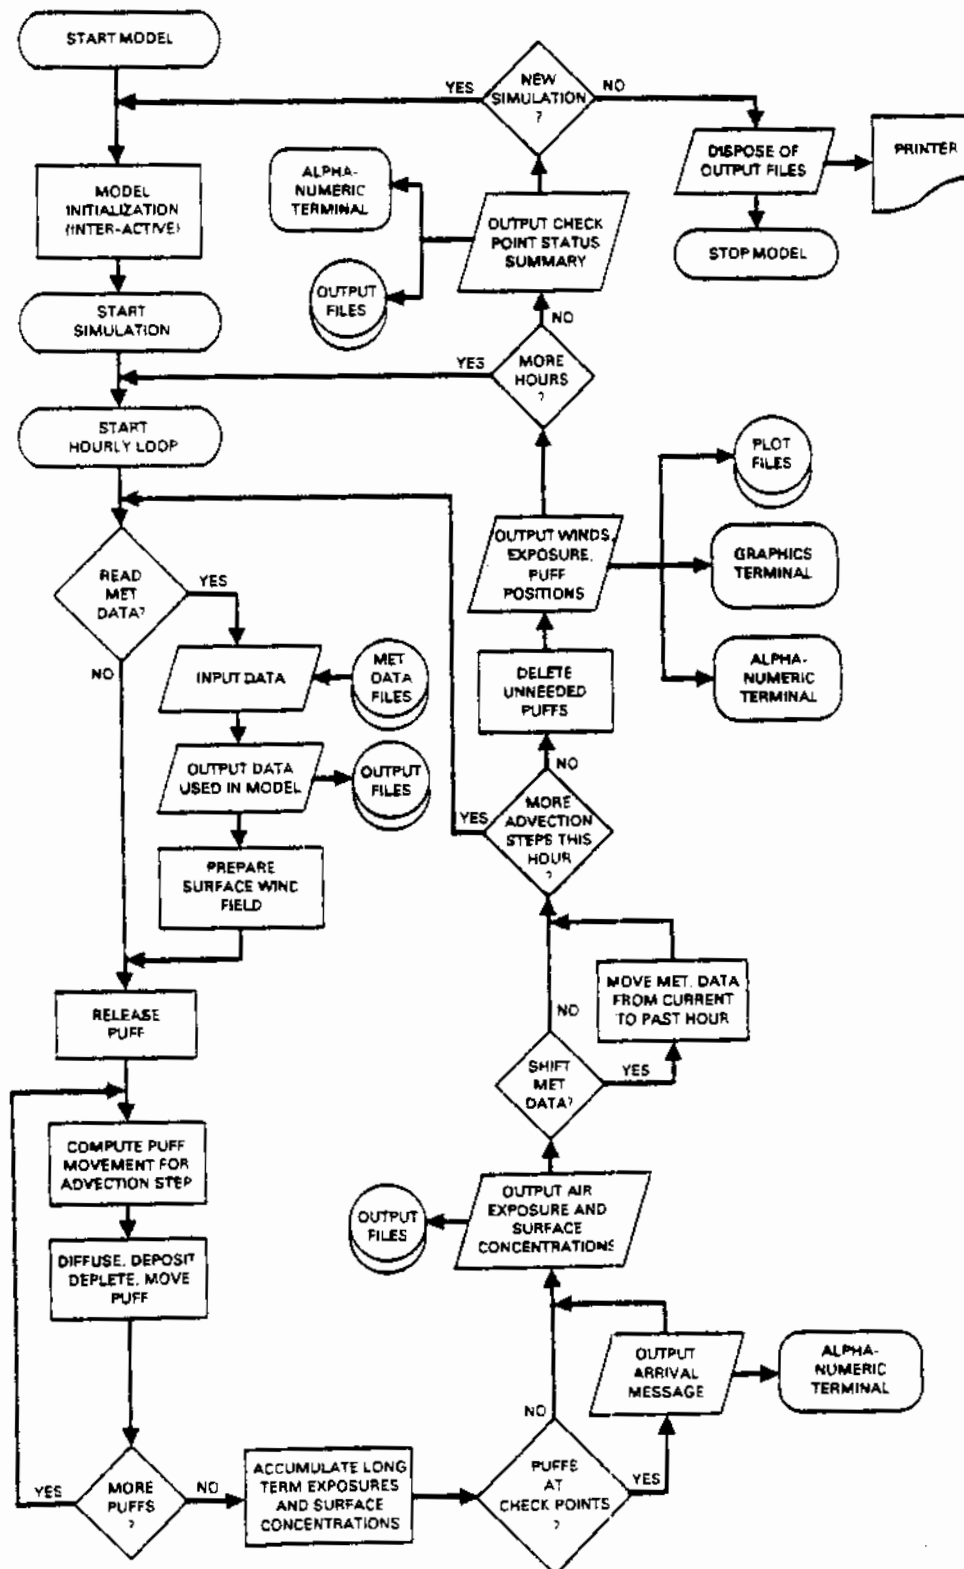 START MODEL
NEW
SIMULATION
?
YES
NO
DISPOSE OF
OUTPUT FILES
PRINTER
STOP MODEL
MODEL
INITIALIZATION
(INTER-ACTIVE)
ALPHA-
NUMERIC
TERMINAL
OUTPUT CHECK
POINT STATUS
SUMMARY
OUTPUT
FILES
START
SIMULATION
NO
MORE
HOURS
?
YES
START
HOURLY LOOP
PLOT
FILES
OUTPUT WINDS,
EXPOSURE,
PUFF
POSITIONS
GRAPHICS
TERMINAL
ALPHA-
NUMERIC
TERMINAL
READ
MET
DATA?
YES
NO
INPUT DATA
MET
DATA
FILES
DELETE
UNNEEDED
PUFFS
OUTPUT DATA
USED IN MODEL
OUTPUT
FILES
NO
MORE
ADVECTION
STEPS THIS
HOUR
?
YES
PREPARE
SURFACE WIND
FIELD
MOVE MET. DATA
FROM CURRENT
TO PAST HOUR
RELEASE
PUFF
NO
SHIFT
MET
DATA?
YES
COMPUTE PUFF
MOVEMENT FOR
ADVECTION STEP
OUTPUT AIR
EXPOSURE AND
SURFACE
CONCENTRATIONS
OUTPUT
FILES
DIFFUSE, DEPOSIT
DEPLETE, MOVE
PUFF
OUTPUT
ARRIVAL
MESSAGE
ALPHA-
NUMERIC
TERMINAL
NO
YES
MORE
PUFFS
?
NO
ACCUMULATE LONG
TERM EXPOSURES
AND SURFACE
CONCENTRATIONS
PUFFS
AT
CHECK POINTS
?
YES